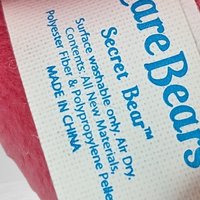 Care Bears
Secret Bear™
Surface washable only. Air Dry.
Contents: All New Materials,
Polyester Fiber & Polypropylene Pelle
MADE IN CHINA